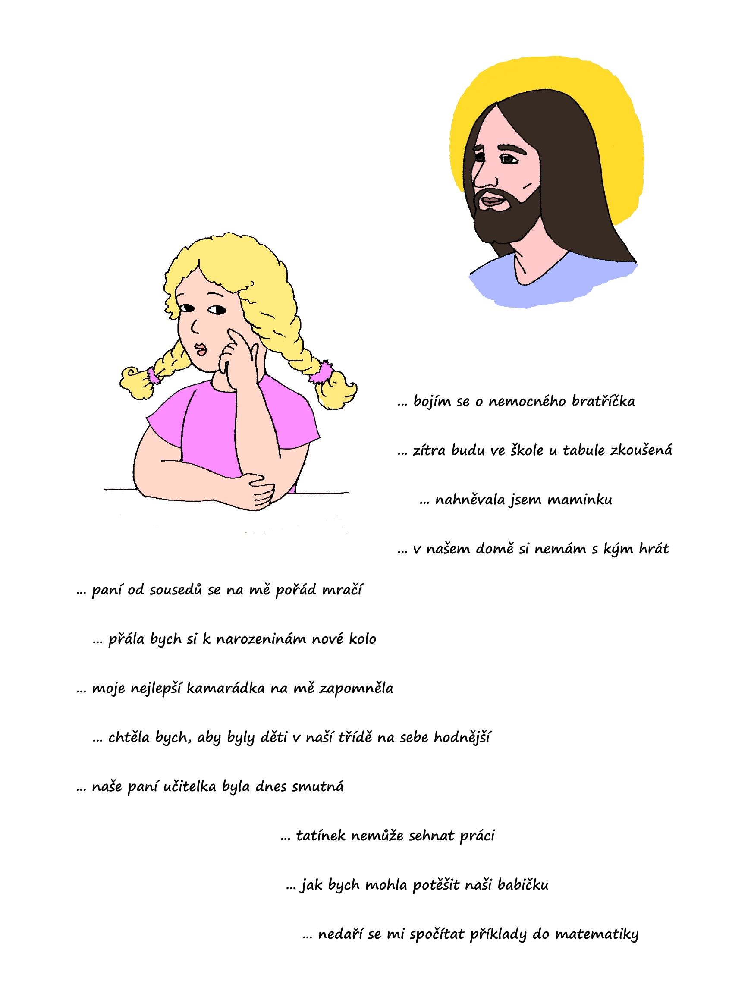 ... bojím se o nemocného bratříčka
... zítra budu ve škole u tabule zkoušená
... nahněvala jsem maminku
... v našem domě si nemám s kým hrát
... paní od sousedů se na mě pořád mračí
... přála bych si k narozeninám nové kolo
... moje nejlepší kamarádka na mě zapomněla
... chtěla bych, aby byly děti v naší třídě na sebe hodnější
... naše paní učitelka byla dnes smutná
... tatínek nemůže sehnat práci
... jak bych mohla potěšit naši babičku
... nedaří se mi spočítat příklady do matematiky